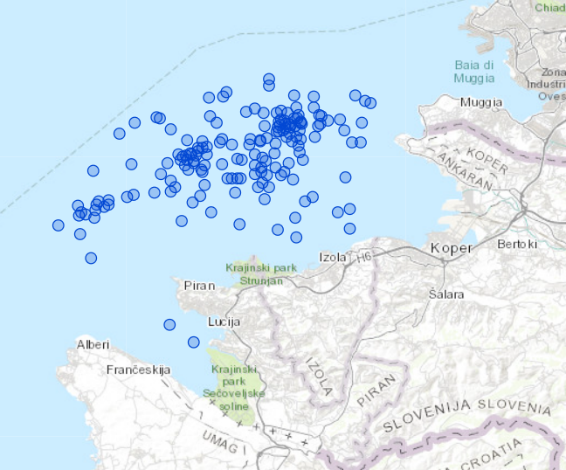 Chiad
Baia di
Muggia
Zona
Industri
Oves
Muggia
KOPER
ANKARAN
Koper
Bertoki
Izola
H6
Krajinski park
Strunjan
Piran
Šalara
Lucija
Alberi
Frančeskija
Krajinski
park
Sečoveljske
soline
IZOLA
PIRAN
SLOVENIJA SLOVENIA
UMAG
CROATIA